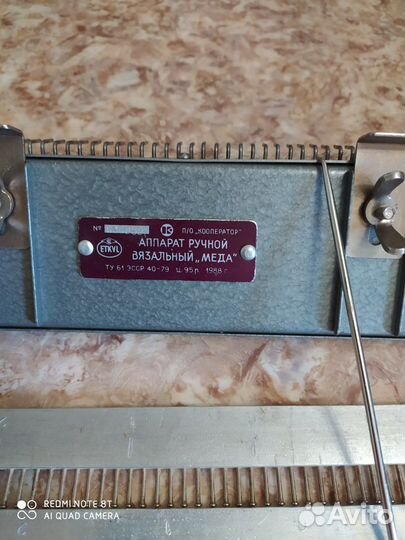 №
П/О „КООПЕРАТОР"
ETKVL
АППАРАТ РУЧНОЙ
ВЯЗАЛЬНЫЙ „МЕДА"
ТУ 61 ЭССР 40-79 Ц. 95 р. 1988 г.
REDMI NOTE 8T
AI QUAD CAMERA
Avito